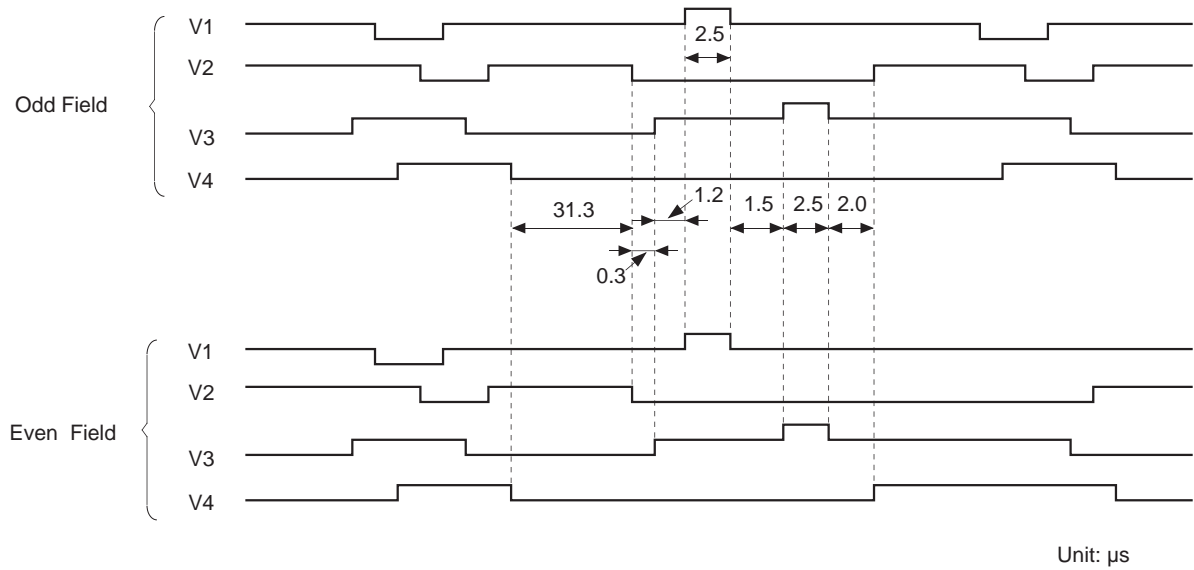 Odd Field
V1
V2
V3
V4
2.5
1.2
31.3
1.5
2.5
2.0
0.3
Even Field
V1
V2
V3
V4
Unit: µs